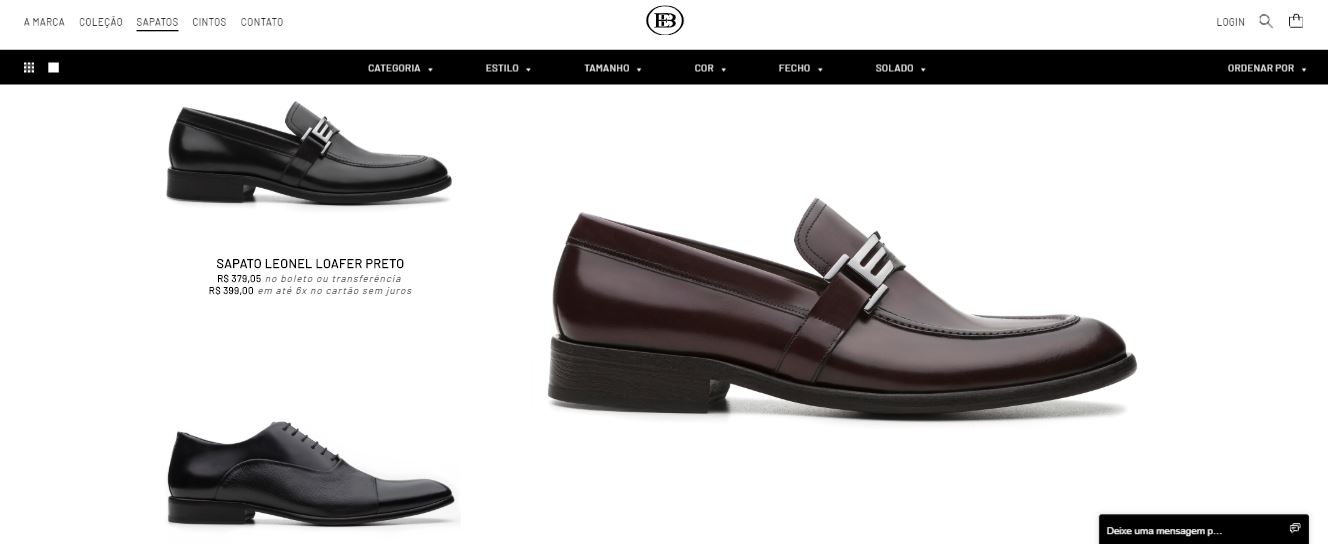 A MARCA
COLEÇÃO
SAPATOS
CINTOS
CONTATO
LOGIN
CATEGORIA
ESTILO
TAMANHO
COR
FECHO
SOLADO
ORDENAR POR
SAPATO LEONEL LOAFER PRETO
R$ 379,05 no boleto ou transferência
R$ 399,00 em até 6x no cartão sem juros
Deixe uma mensagem p...